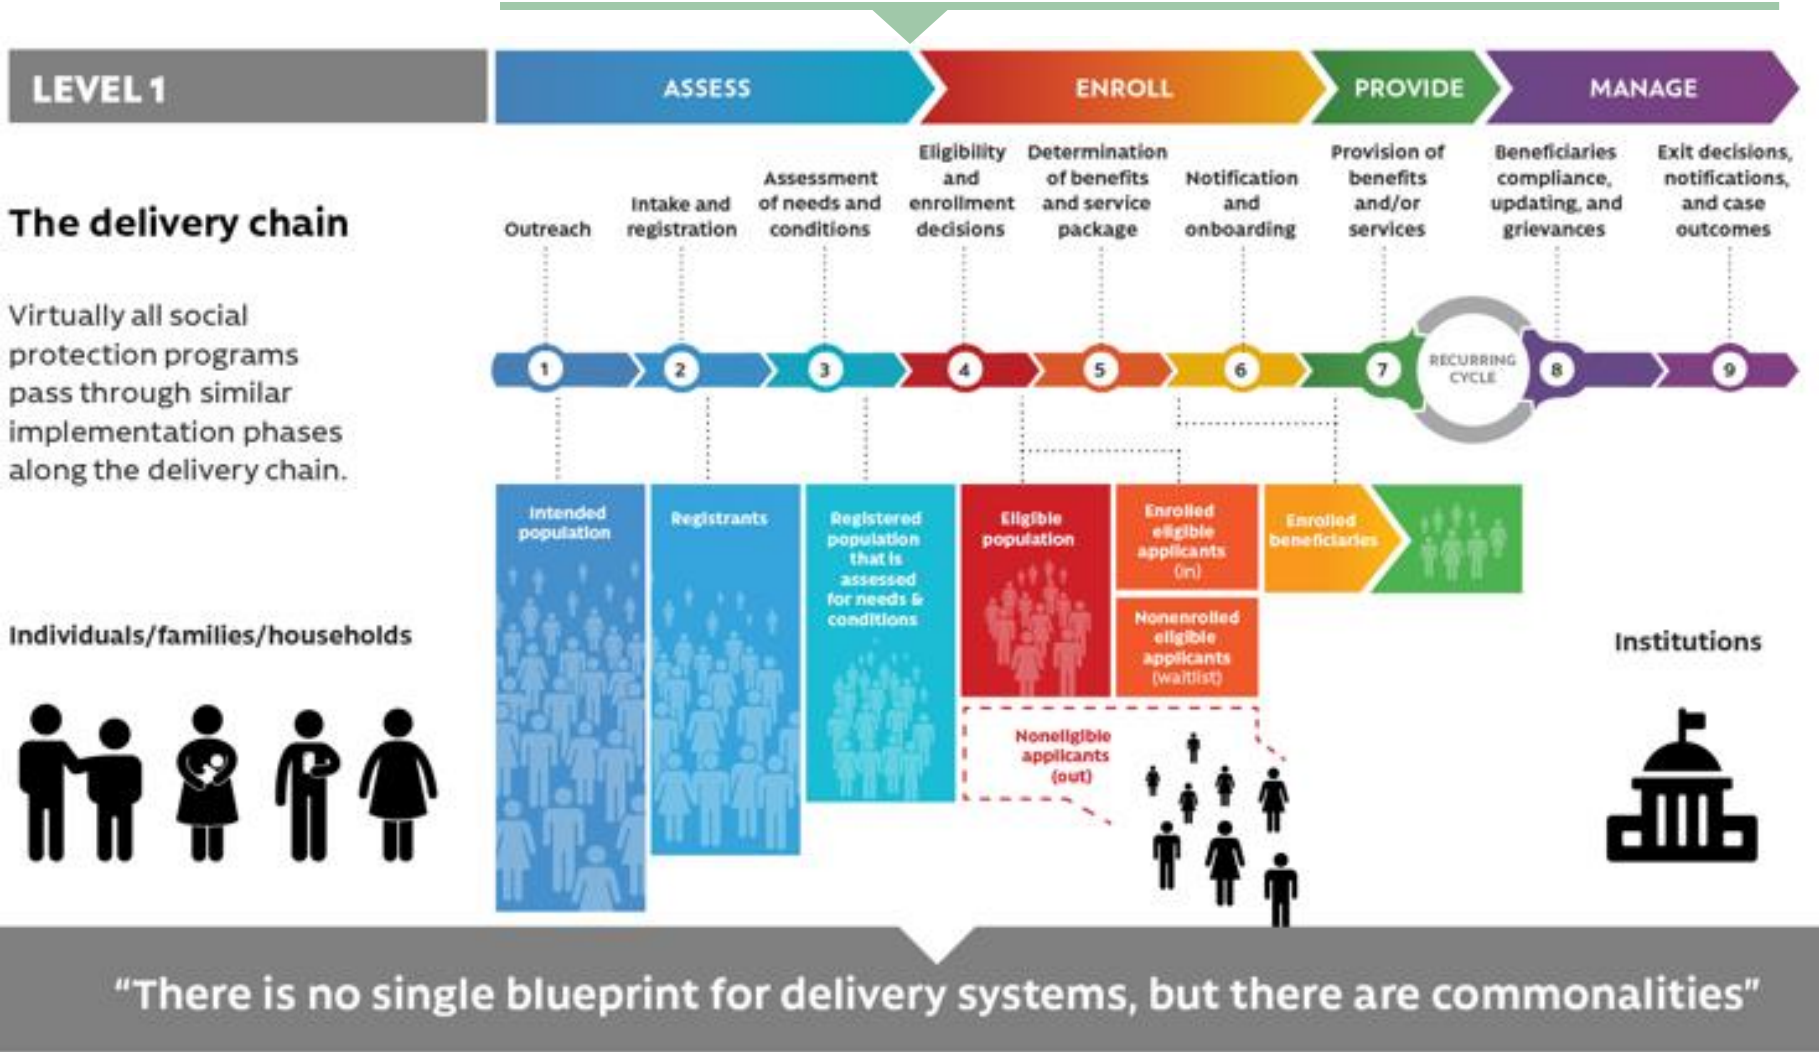 LEVEL 1
ASSESS
ENROLL
PROVIDE
MANAGE
The delivery chain
Virtually all social
protection programs
pass through similar
implementation phases
along the delivery chain.
Outreach
Intake and
registration
Assessment
of needs and
conditions
Eligibility
and
enrollment
decisions
Determination
of benefits
and service
package
Notification
and
onboarding
Provision of
benefits
and/or
services
Beneficiaries
compliance,
updating, and
grievances
Exit decisions,
notifications,
and case
outcomes
1
2
3
4
5
6
7
RECURRING
CYCLE
8
9
Intended
population
Registrants
Registered
population
that is
assessed
for needs &
conditions
Eligible
population
Enrolled
eligible
applicants
(in)
Nonenrolled
eligible
applicants
(waitlist)
Enrolled
beneficiaries
Noneligible
applicants
(out)
Individuals/families/households
Institutions
“There is no single blueprint for delivery systems, but there are commonalities”